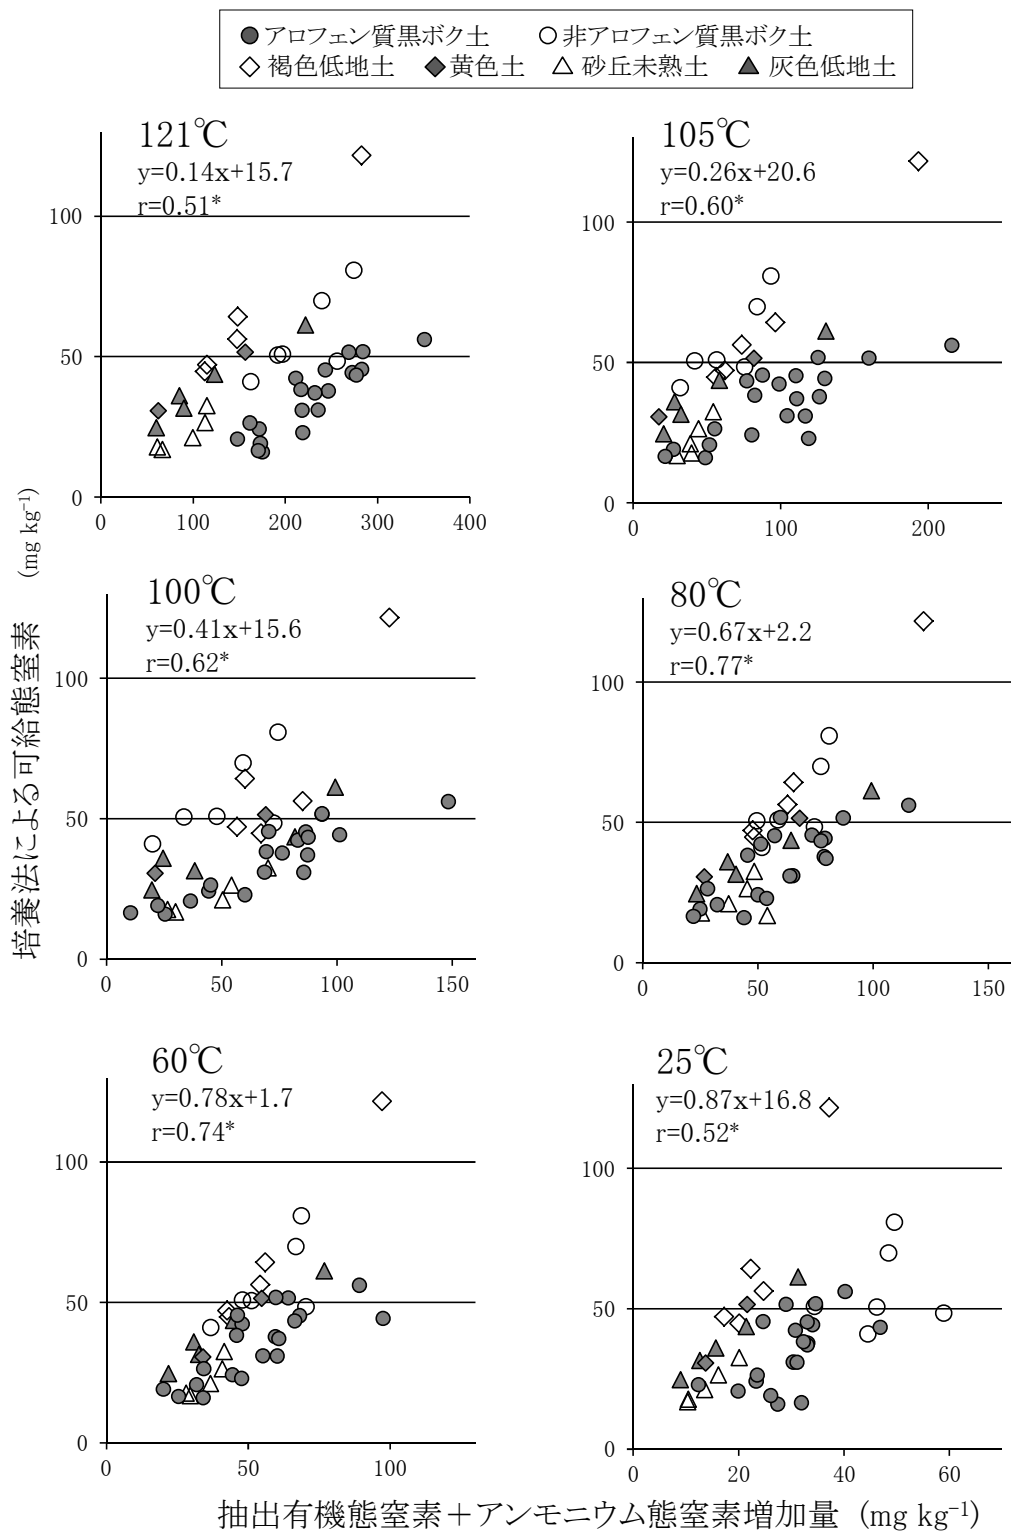 アロフェン質黒ボク土 非アロフェン質黒ボク土
褐色低地土 黄色土 砂丘未熟土 灰色低地土
121℃
y=0.14x+15.7
r=0.51*
100
50
0
0 100 200 300 400
105℃
y=0.26x+20.6
r=0.60*
100
50
0
0 100 200
100℃
y=0.41x+15.6
r=0.62*
100
50
0
0 50 100 150
80℃
y=0.67x+2.2
r=0.77*
100
50
0
0 50 100 150
60℃
y=0.78x+1.7
r=0.74*
100
50
0
0 50 100
25℃
y=0.87x+16.8
r=0.52*
100
50
0
0 20 40 60
培養法による可給態窒素 (mg kg⁻¹)
抽出有機態窒素＋アンモニウム態窒素増加量 (mg kg⁻¹)